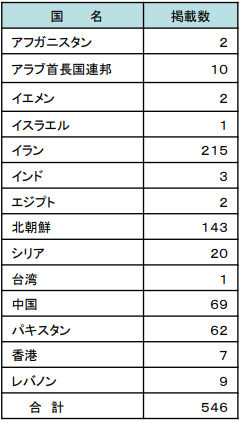 国 名 掲載数
アフガニスタン 2
アラブ首長国連邦 10
イエメン 2
イスラエル 1
イラン 215
インド 3
エジプト 2
北朝鮮 143
シリア 20
台湾 1
中国 69
パキスタン 62
香港 7
レバノン 9
合 計 546